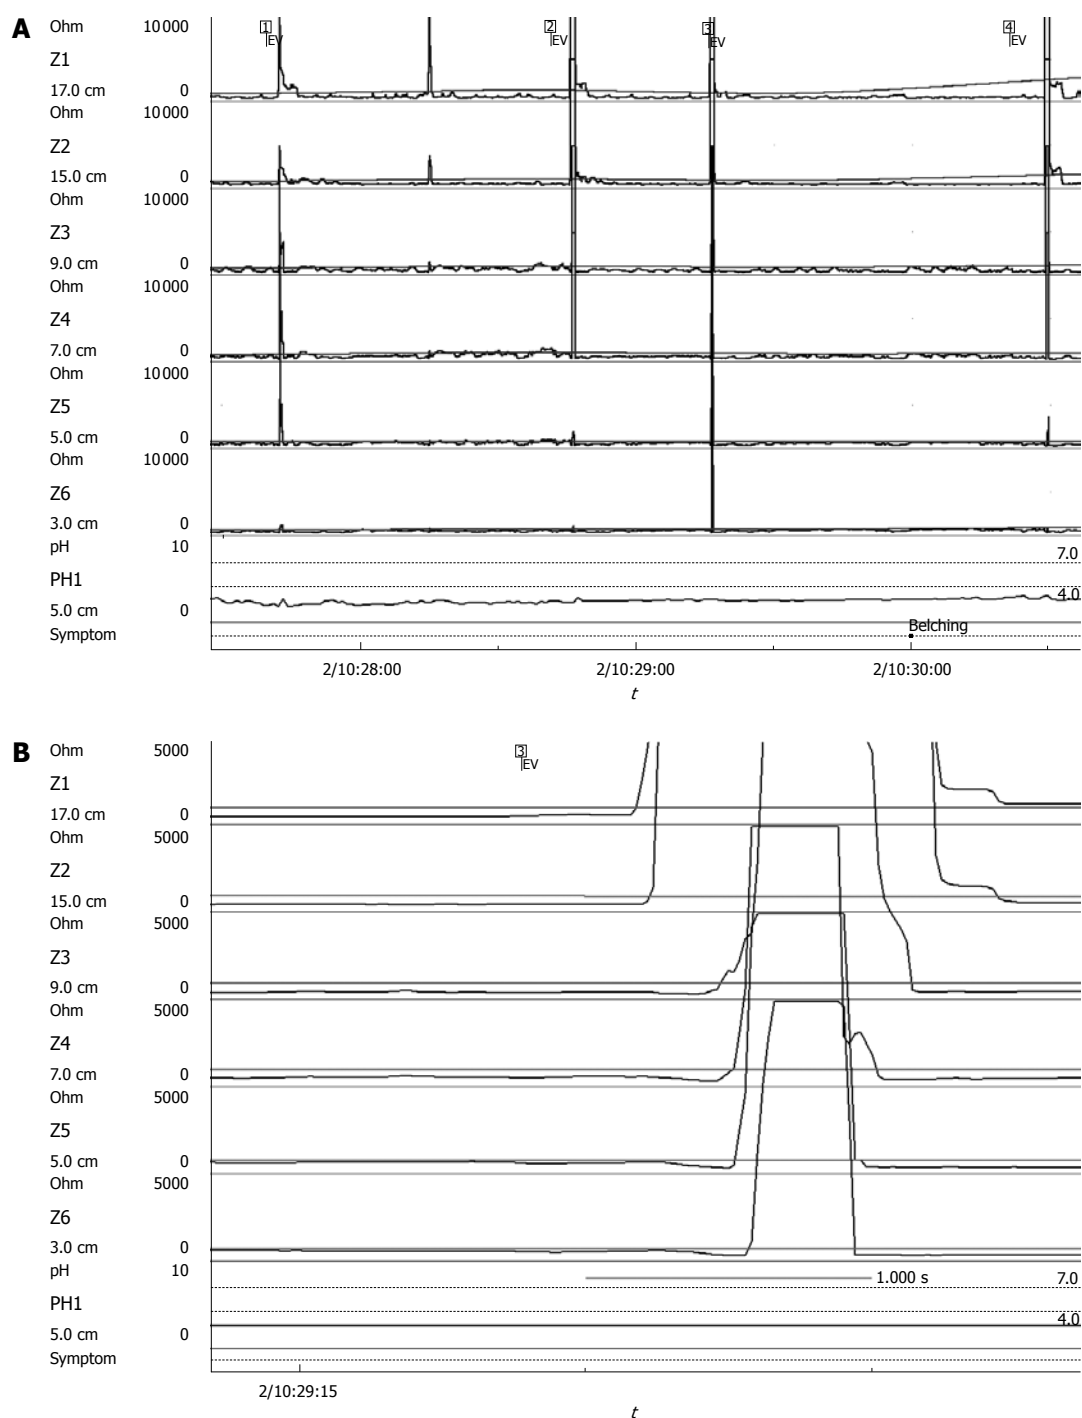 A
Ohm 10000
1 EV 2 EV 3 EV 4 EV
Z1
17.0 cm 0
Ohm 10000
Z2
15.0 cm 0
Ohm 10000
Z3
9.0 cm 0
Ohm 10000
Z4
7.0 cm 0
Ohm 10000
Z5
5.0 cm 0
Ohm 10000
Z6
3.0 cm 0
pH 10
7.0
PH1
4.0
5.0 cm 0
Symptom Belching
2/10:28:00 2/10:29:00 2/10:30:00
t
B
Ohm 5000
3 EV
Z1
17.0 cm 0
Ohm 5000
Z2
15.0 cm 0
Ohm 5000
Z3
9.0 cm 0
Ohm 5000
Z4
7.0 cm 0
Ohm 5000
Z5
5.0 cm 0
Ohm 5000
Z6
3.0 cm 0
pH 10 1.000 s 7.0
PH1
4.0
5.0 cm 0
Symptom
2/10:29:15
t